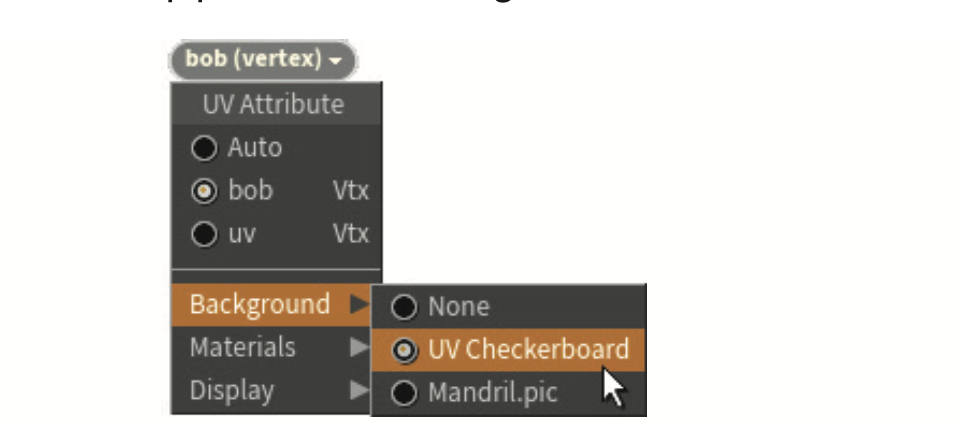 bob (vertex)
UV Attribute
Auto
bob Vtx
uv Vtx
Background
Materials
Display
None
UV Checkerboard
Mandril.pic